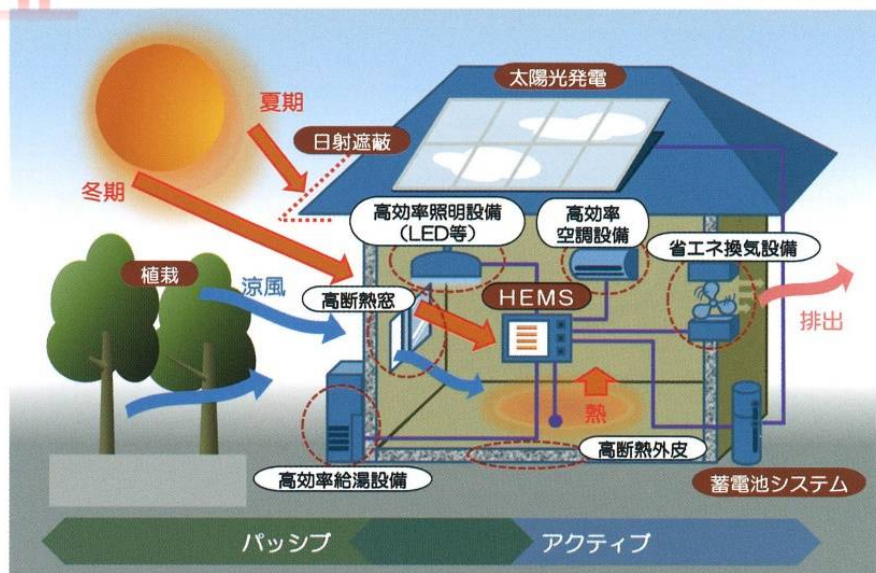 太陽光発電
夏期
日射遮蔽
冬期
高効率照明設備
（LED等）
高効率
空調設備
省エネ換気設備
植栽
涼風
高断熱窓
HEMS
排出
熱
高断熱外皮
高効率給湯設備
蓄電池システム
パッシブ
アクティブ